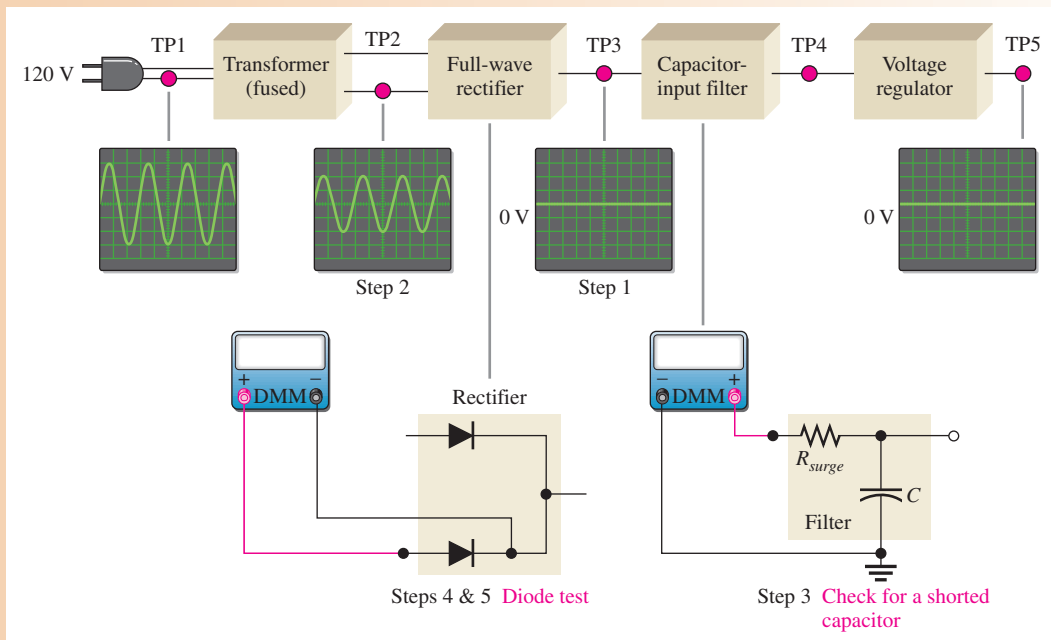 TP1
TP2
TP3
TP4
TP5
120 V
Transformer
(fused)
Full-wave
rectifier
Capacitor-
input filter
Voltage
regulator
0 V
0 V
Step 2
Step 1
+ −
DMM
Rectifier
− +
DMM
Rsurge
C
Filter
Steps 4 & 5 Diode test
Step 3 Check for a shorted
capacitor